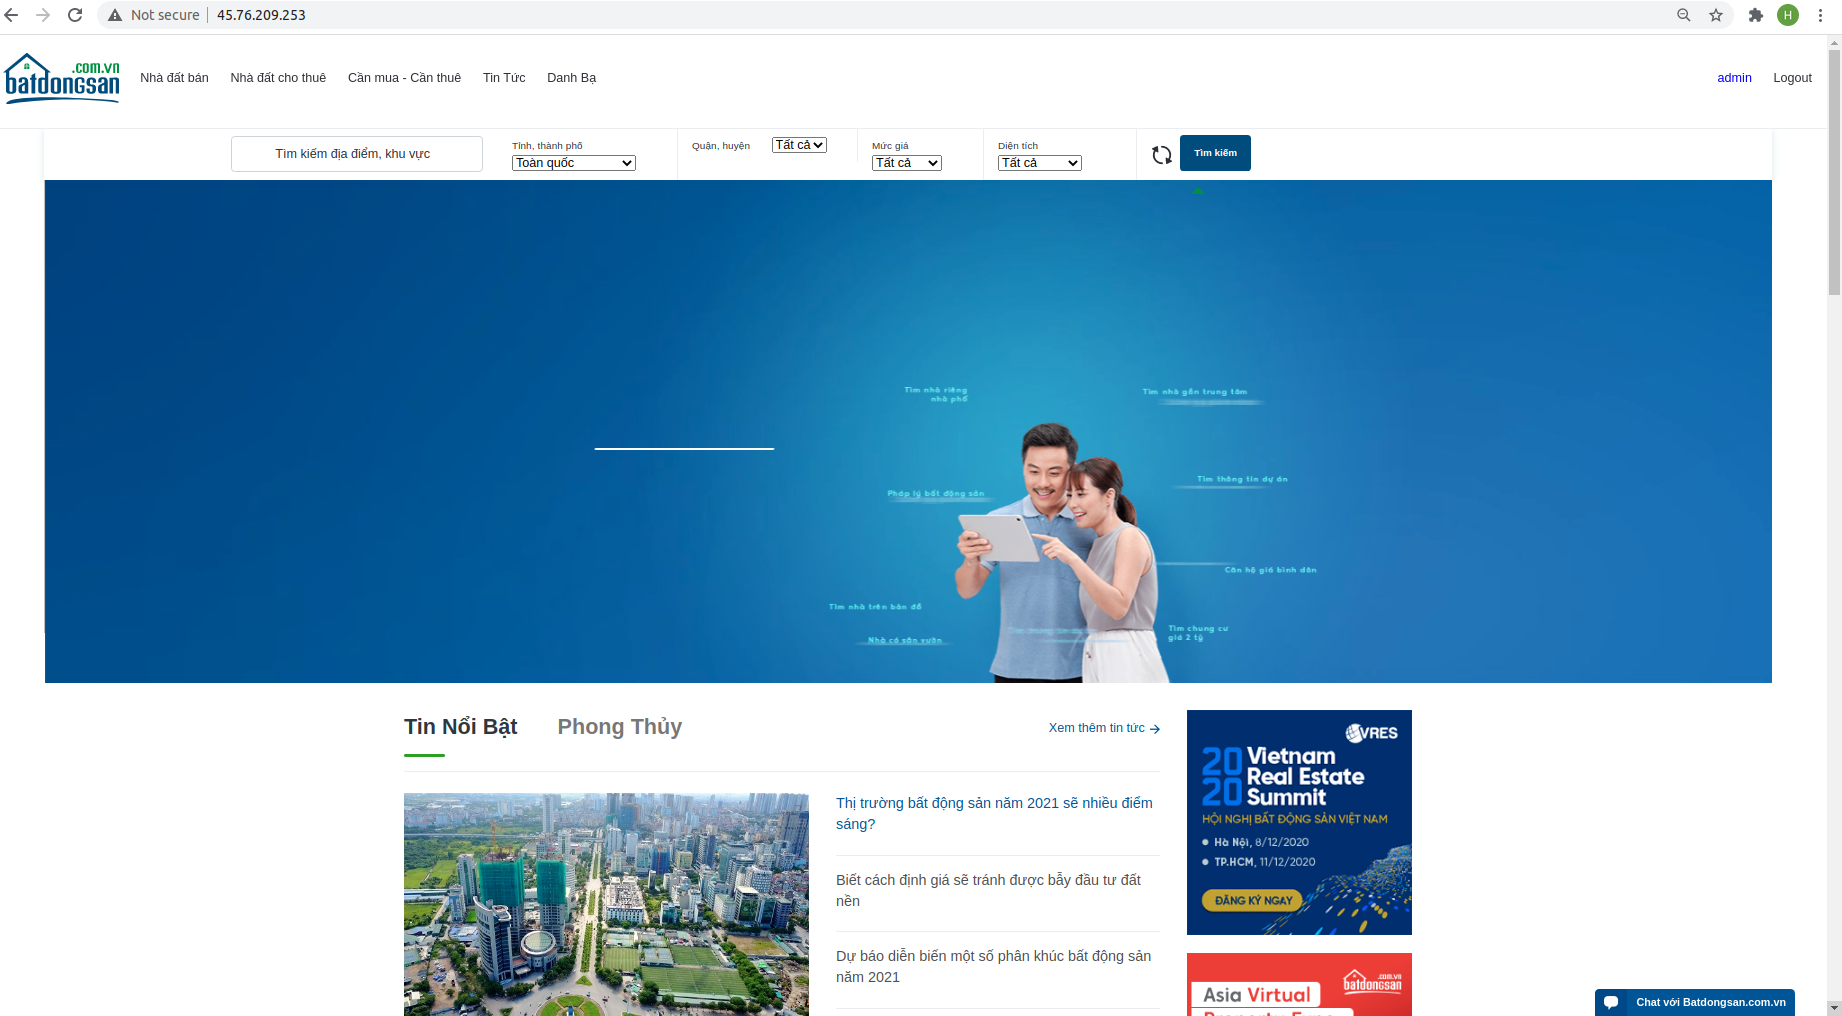 Not secure
45.76.209.253
H
.com.vn
batdongsan
Nhà đất bán
Nhà đất cho thuê
Cần mua - Cần thuê
Tin Tức
Danh Bạ
admin
Logout
Tìm kiếm địa điểm, khu vực
Tỉnh, thành phố
Toàn quốc
Quận, huyện
Tất cả
Mức giá
Tất cả
Diện tích
Tất cả
Tìm kiếm
Tìm nhà riêng
nhà phố
Tìm nhà gần trung tâm
Pháp lý bất động sản
Tìm thông tin dự án
Căn hộ giá bình dân
Tìm nhà trên bản đồ
Nhà có sân vườn
Tìm chung cư
giá 2 tỷ
Tin Nổi Bật
Phong Thủy
Xem thêm tin tức
Thị trường bất động sản năm 2021 sẽ nhiều điểm
sáng?
Biết cách định giá sẽ tránh được bẫy đầu tư đất
nền
Dự báo diễn biến một số phân khúc bất động sản
năm 2021
VRES
2020
Vietnam
Real Estate
Summit
HỘI NGHỊ BẤT ĐỘNG SẢN VIỆT NAM
Hà Nội, 8/12/2020
TP.HCM, 11/12/2020
ĐĂNG KÝ NGAY
.com.vn
batdongsan
Asia Virtual
Property Expo
Chat với Batdongsan.com.vn